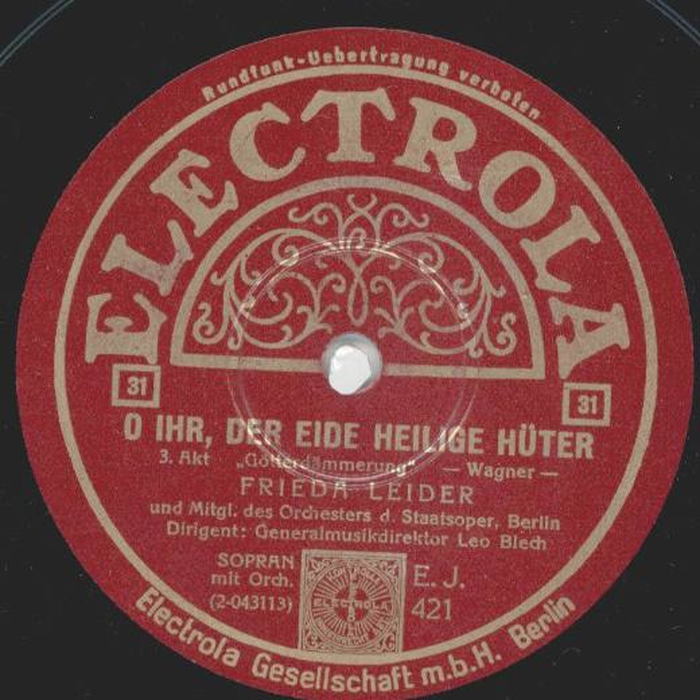 Rundfunk-Uebertragung verboten
ELECTROLA
31
31
O IHR, DER EIDE HEILIGE HÜTER
3. Akt „Götterdämmerung“ — Wagner —
FRIEDA LEIDER
und Mitgl. des Orchesters d. Staatsoper, Berlin
Dirigent: Generalmusikdirektor Leo Blech
SOPRAN
mit Orch.
(2-043113)
ELECTROLA
E. J.
421
Electrola Gesellschaft m.b.H. Berlin